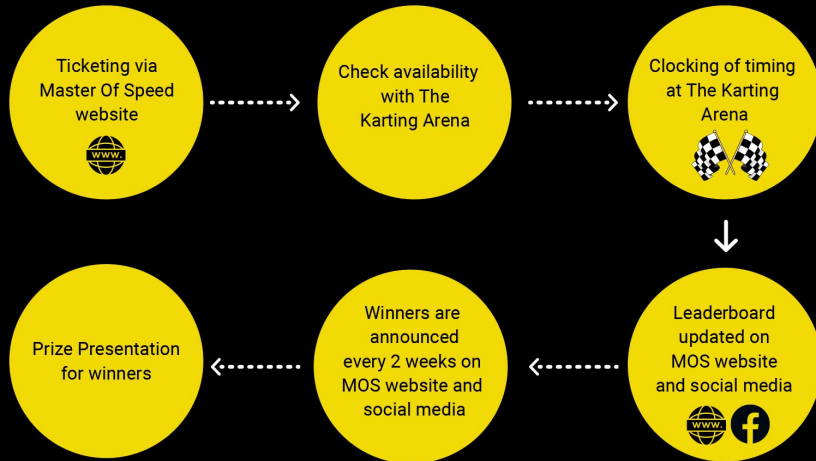 Ticketing via
Master Of Speed
website
www.
Check availability
with The
Karting Arena
Clocking of timing
at The Karting
Arena
Leaderboard
updated on
MOS website
and social media
www.
f
Winners are
announced
every 2 weeks on
MOS website and
social media
Prize Presentation
for winners